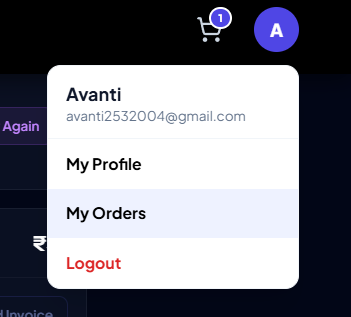 1
A
Avanti
avanti2532004@gmail.com
Again
My Profile
My Orders
₹
Logout
Invoice